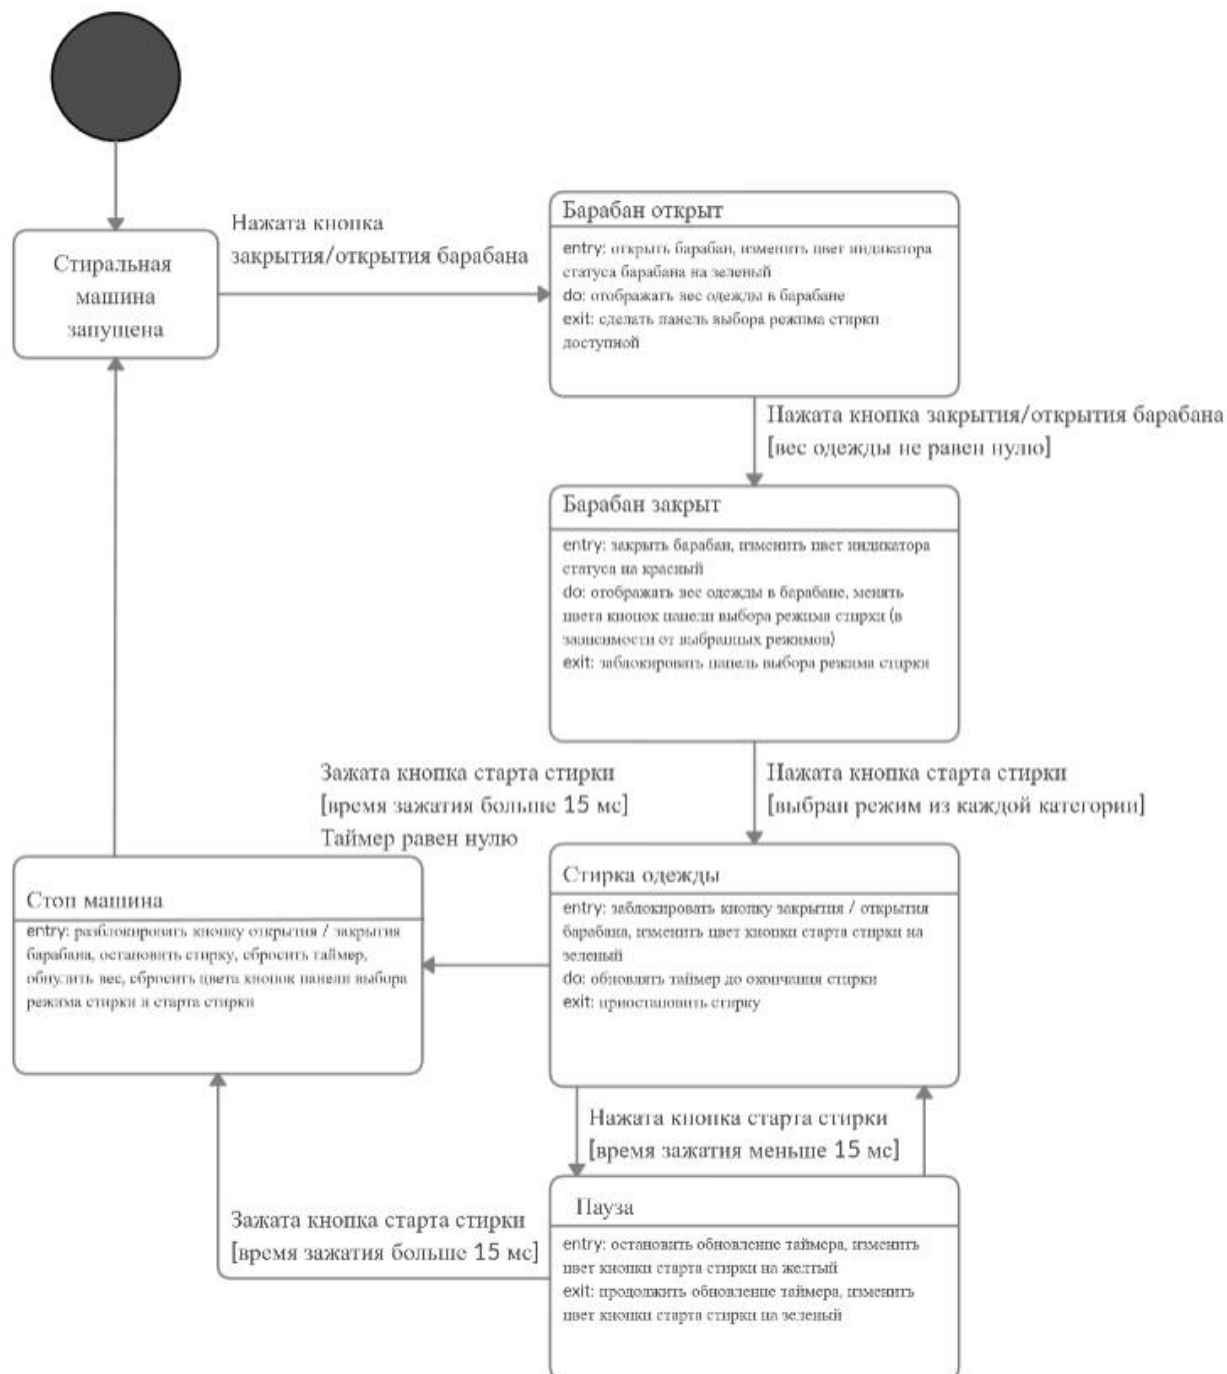 Стиральная
машина
запущена
Нажата кнопка
закрытия/открытия барабана
Барабан открыт
entry: открыть барабан, изменить цвет индикатора
статуса барабана на зеленый
do: отображать вес одежды в барабане
exit: сделать панель выбора режима стирки
доступной
Нажата кнопка закрытия/открытия барабана
[вес одежды не равен нулю]
Барабан закрыт
entry: закрыть барабан, изменить цвет индикатора
статуса на красный
do: отображать вес одежды в барабане, менять
цвета кнопок панели выбора режима стирки (в
зависимости от выбранных режимов)
exit: заблокировать панель выбора режима стирки
Зажата кнопка старта стирки
[время зажатия больше 15 мс]
Таймер равен нулю
Нажата кнопка старта стирки
[выбран режим из каждой категории]
Стоп машина
entry: разблокировать кнопку открытия / закрытия
барабана, остановить стирку, сбросить таймер,
обнулить вес, сбросить цвета кнопок панели выбора
режима стирки и старта стирки
Стирка одежды
entry: заблокировать кнопку закрытия / открытия
барабана, изменить цвет кнопки старта стирки на
зеленый
do: обновлять таймер до окончания стирки
exit: приостановить стирку
Нажата кнопка старта стирки
[время зажатия меньше 15 мс]
Зажата кнопка старта стирки
[время зажатия больше 15 мс]
Пауза
entry: остановить обновление таймера, изменить
цвет кнопки старта стирки на желтый
exit: продолжить обновление таймера, изменить
цвет кнопки старта стирки на зеленый